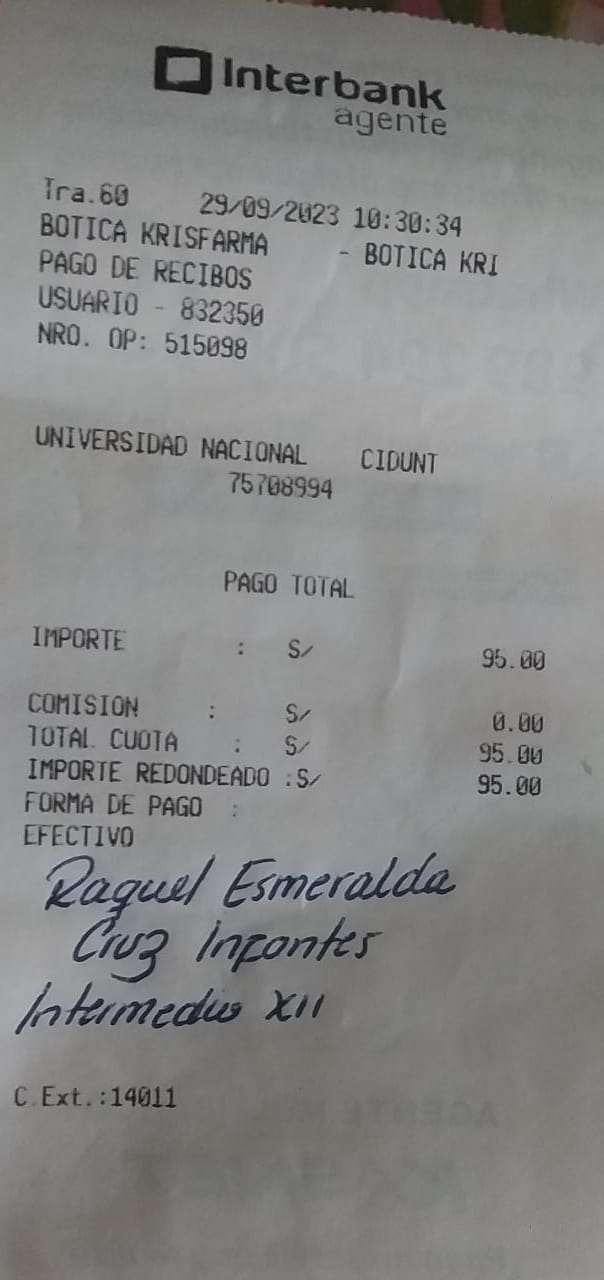 Interbank
agente
Tra.60 29/09/2023 10:30:34
BOTICA KRISFARMA - BOTICA KRI
PAGO DE RECIBOS
USUARIO - 832350
NRO. OP: 515098
UNIVERSIDAD NACIONAL CIDUNT
75708994
PAGO TOTAL
IMPORTE : S/ 95.00
COMISION : S/ 0.00
TOTAL CUOTA : S/ 95.00
IMPORTE REDONDEADO :S/ 95.00
FORMA DE PAGO :
EFECTIVO
Raquel Esmeralda
Cruz Infantes
Intermedio XII
C.Ext.:14011